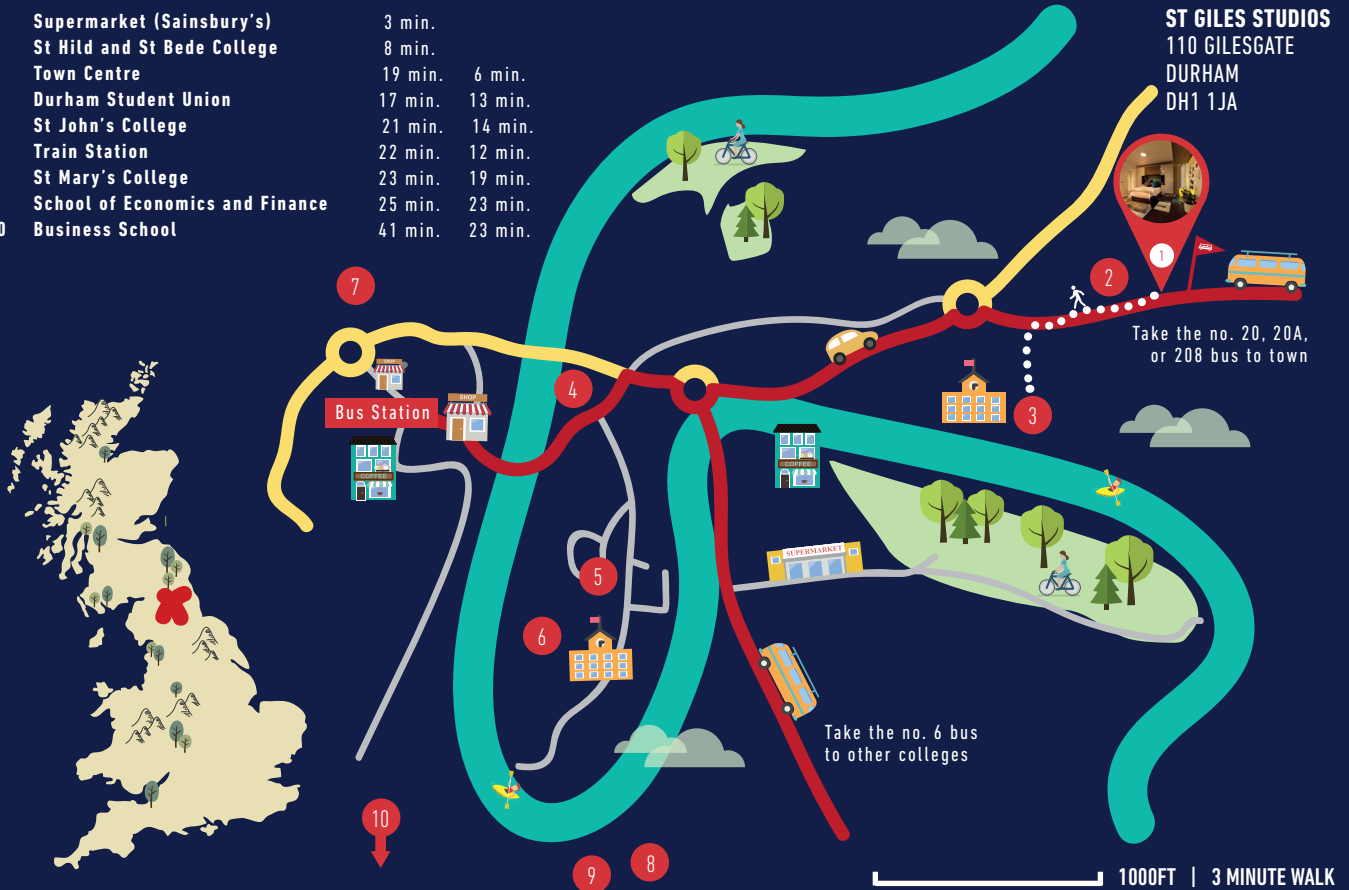 Supermarket (Sainsbury's) 3 min.
St Hild and St Bede College 8 min.
Town Centre 19 min. 6 min.
Durham Student Union 17 min. 13 min.
St John's College 21 min. 14 min.
Train Station 22 min. 12 min.
St Mary's College 23 min. 19 min.
School of Economics and Finance 25 min. 23 min.
0 Business School 41 min. 23 min.
ST GILES STUDIOS
110 GILESGATE
DURHAM
DH1 1JA
1
2
7
Take the no. 20, 20A,
or 208 bus to town
SHOP
4
SHOP
Bus Station
3
COFFEE
COFFEE
SUPERMARKET
5
6
Take the no. 6 bus
to other colleges
10
9
8
1000FT | 3 MINUTE WALK